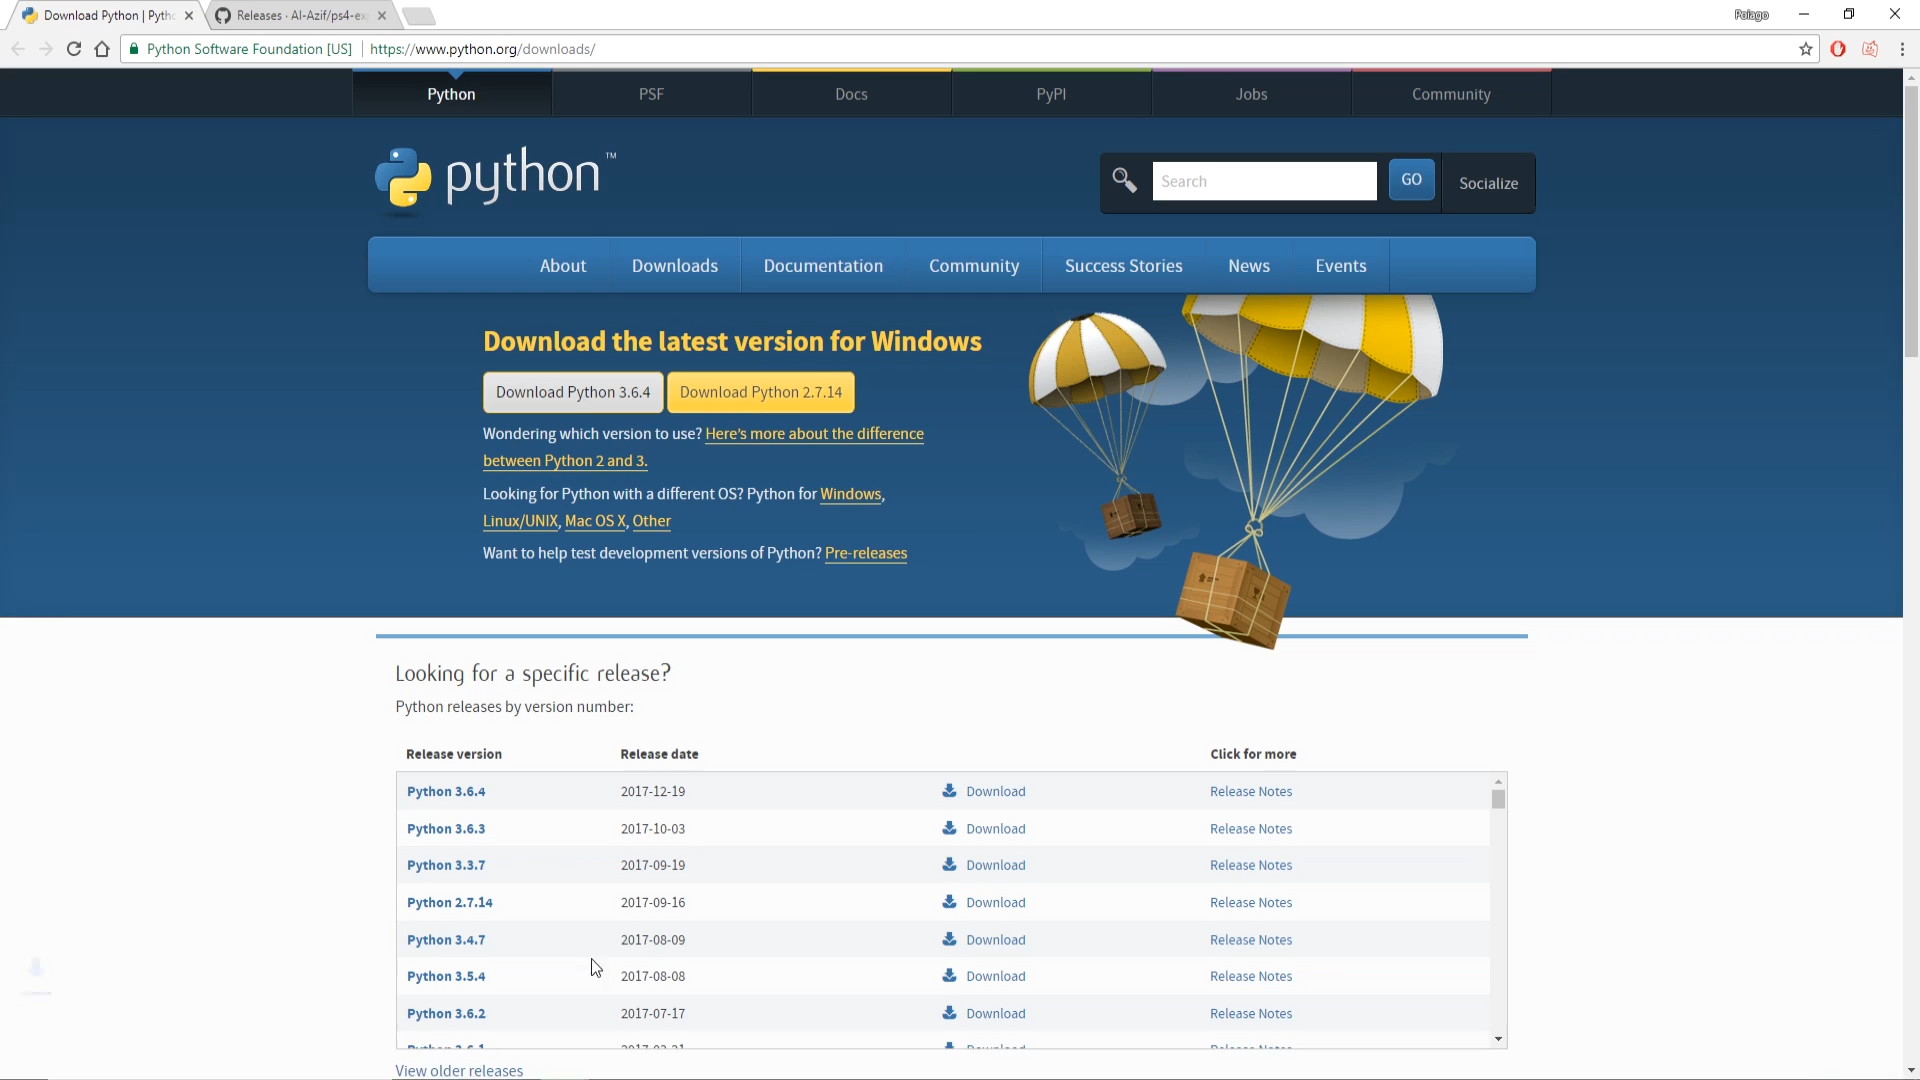 Download Python | Pyth
Releases · Al-Azif/ps4-ex
Poiago
Python Software Foundation [US]
https://www.python.org/downloads/
Python
PSF
Docs
PyPI
Jobs
Community
python™
Search
GO
Socialize
About
Downloads
Documentation
Community
Success Stories
News
Events
Download the latest version for Windows
Download Python 3.6.4
Download Python 2.7.14
Wondering which version to use? Here's more about the difference
between Python 2 and 3.
Looking for Python with a different OS? Python for Windows,
Linux/UNIX, Mac OS X, Other
Want to help test development versions of Python? Pre-releases
Looking for a specific release?
Python releases by version number:
Release version Release date Click for more
Python 3.6.4 2017-12-19 Download Release Notes
Python 3.6.3 2017-10-03 Download Release Notes
Python 3.3.7 2017-09-19 Download Release Notes
Python 2.7.14 2017-09-16 Download Release Notes
Python 3.4.7 2017-08-09 Download Release Notes
Python 3.5.4 2017-08-08 Download Release Notes
Python 3.6.2 2017-07-17 Download Release Notes
View older releases